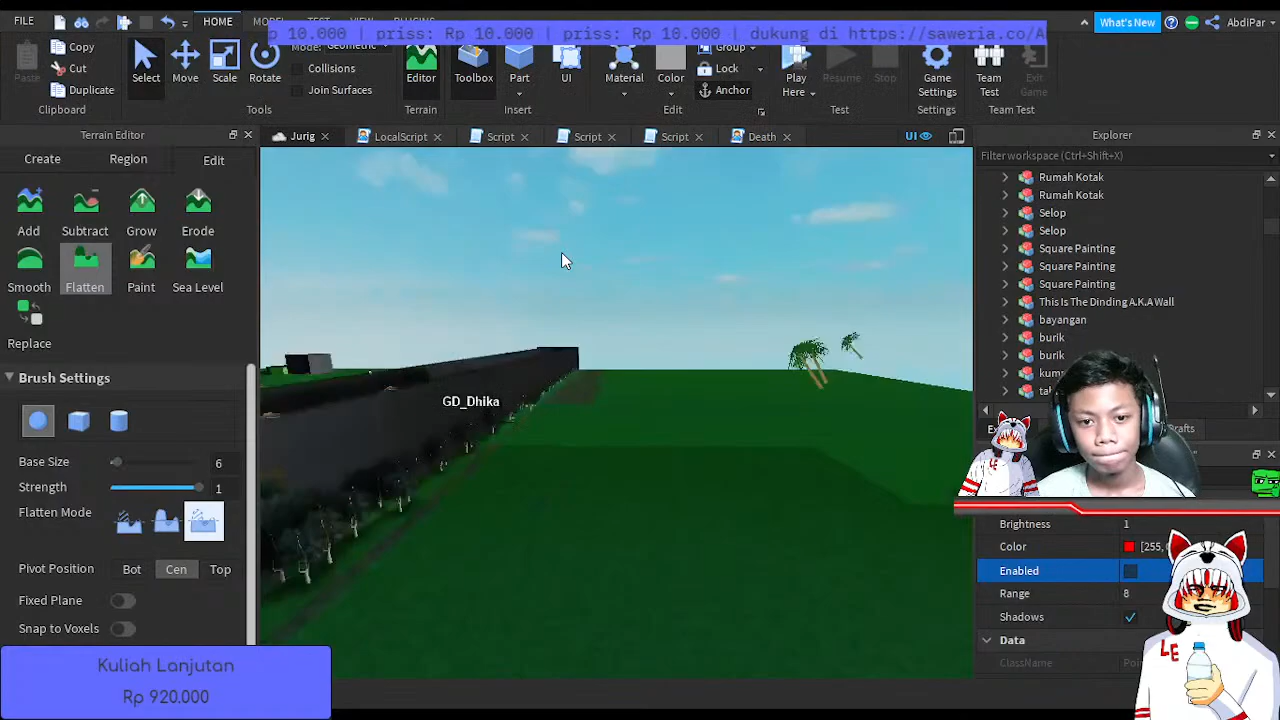 FILE HOME VIEW PLUGINS What's New AbdiPar
p 10.000 | priss: Rp 10.000 | priss: Rp 10.000 | dukung di https://saweria.co/A
Paste Copy Cut Duplicate
Select Move Scale Rotate
Mode: Geometric
Collisions
Join Surfaces
Editor Toolbox Part UI Material Color
Group
Lock
Anchor
Play Here Resume Stop
Game Settings
Team Test
Exit Game
Clipboard Tools Terrain Insert Edit Test Settings Team Test
Terrain Editor
Create Region Edit
Add Subtract Grow Erode
Smooth Flatten Paint Sea Level
Replace
Brush Settings
Base Size 6
Strength 1
Flatten Mode
Pivot Position Bot Cen Top
Fixed Plane
Snap to Voxels
Kuliah Lanjutan
Rp 920.000
Jurig LocalScript Script Script Script Death UI
GD_Dhika
Explorer
Filter workspace (Ctrl+Shift+X)
Rumah Kotak
Rumah Kotak
Selop
Selop
Square Painting
Square Painting
Square Painting
This Is The Dinding A.K.A Wall
bayangan
burik
burik
Brightness 1
Color [255,
Enabled
Range 8
Shadows
Data
ClassName
LE
LE